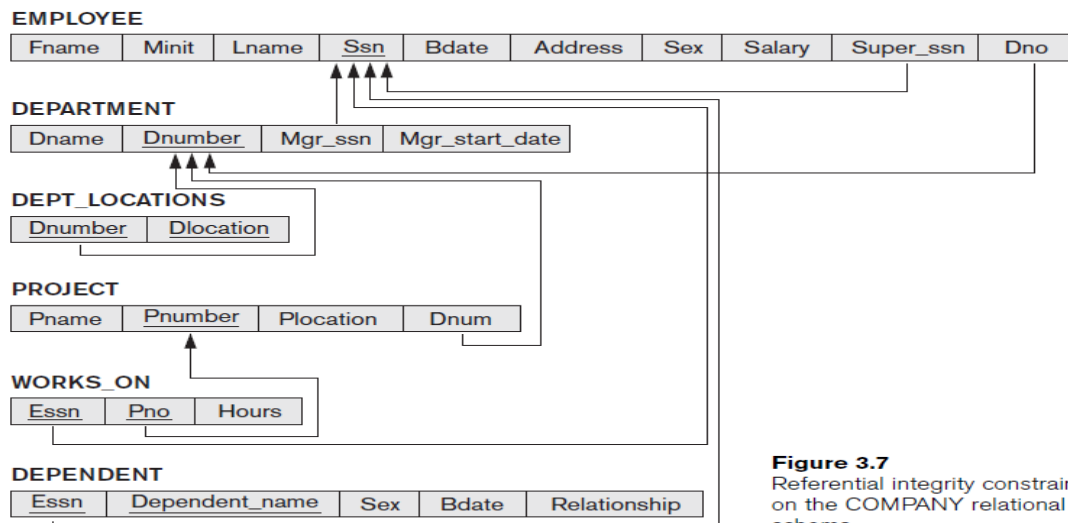 EMPLOYEE
Fname Minit Lname Ssn Bdate Address Sex Salary Super_ssn Dno
DEPARTMENT
Dname Dnumber Mgr_ssn Mgr_start_date
DEPT_LOCATIONS
Dnumber Dlocation
PROJECT
Pname Pnumber Plocation Dnum
WORKS_ON
Essn Pno Hours
DEPENDENT
Essn Dependent_name Sex Bdate Relationship
Figure 3.7
Referential integrity constrain
on the COMPANY relational